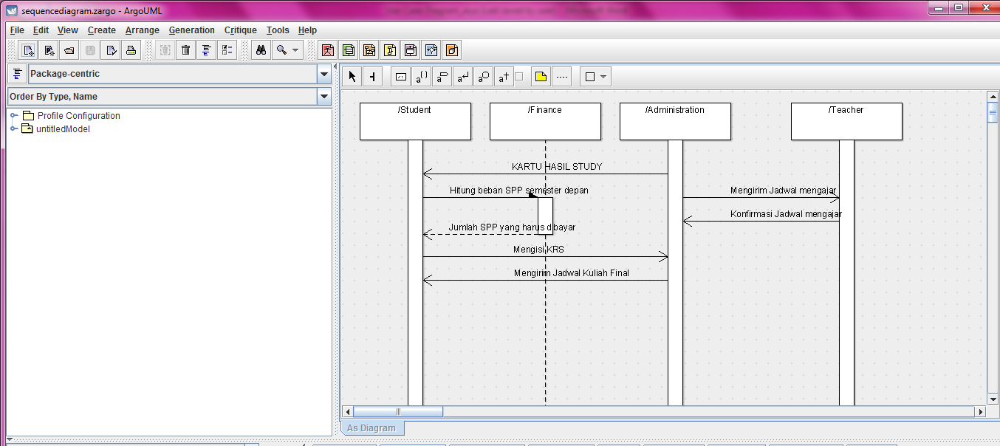 sequencediagram.zargo - ArgoUML
File Edit View Create Arrange Generation Critique Tools Help
Package-centric
Order By Type, Name
Profile Configuration
untitledModel
/Student /Finance /Administration /Teacher
KARTU HASIL STUDY
Hitung beban SPP semester depan
Mengirim Jadwal mengajar
Konfirmasi Jadwal mengajar
Jumlah SPP yang harus dibayar
Mengisi KRS
Mengirim Jadwal Kuliah Final
As Diagram